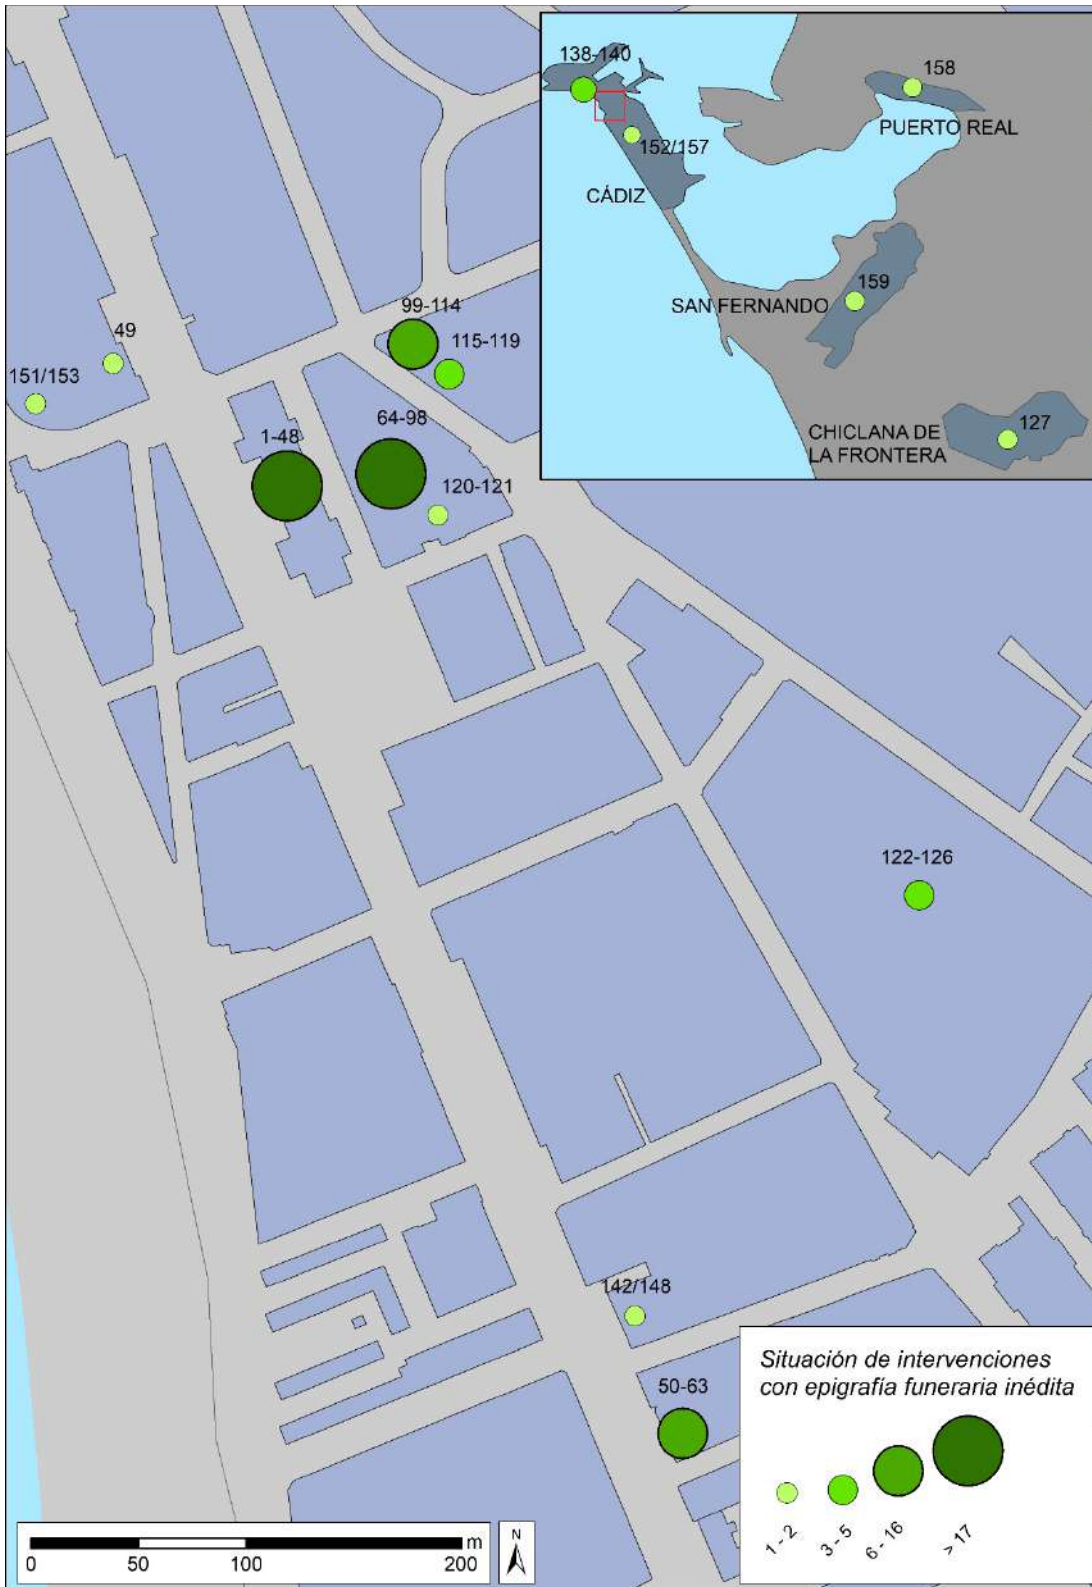 138-140
158
PUERTO REAL
152/157
CÁDIZ
159
SAN FERNANDO
127
CHICLANA DE
LA FRONTERA
99-114
49
115-119
151/153
64-98
1-48
120-121
122-126
142/148
50-63
Situación de intervenciones
con epigrafía funeraria inédita
1 - 2
3 - 5
6 - 16
> 17
m
0 50 100 200
N